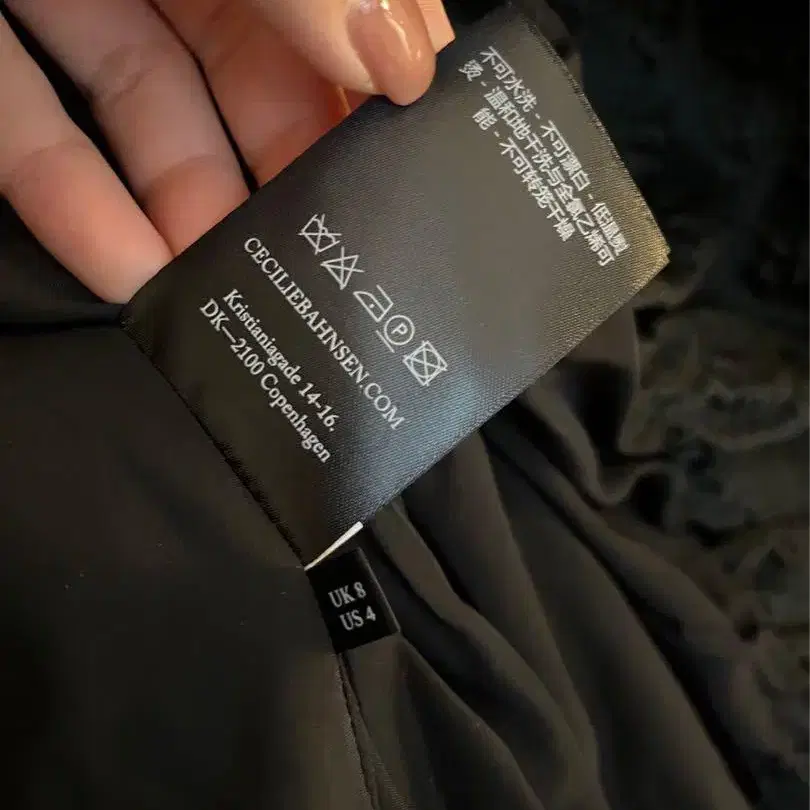 不可水洗 - 不可漂白 - 低温熨
烫 - 温和地干洗与全氯乙烯可
能 - 不可转笼干燥
P
CECILIEBAHNSEN.COM
Kristianiagade 14-16.
DK—2100 Copenhagen
UK 8
US 4